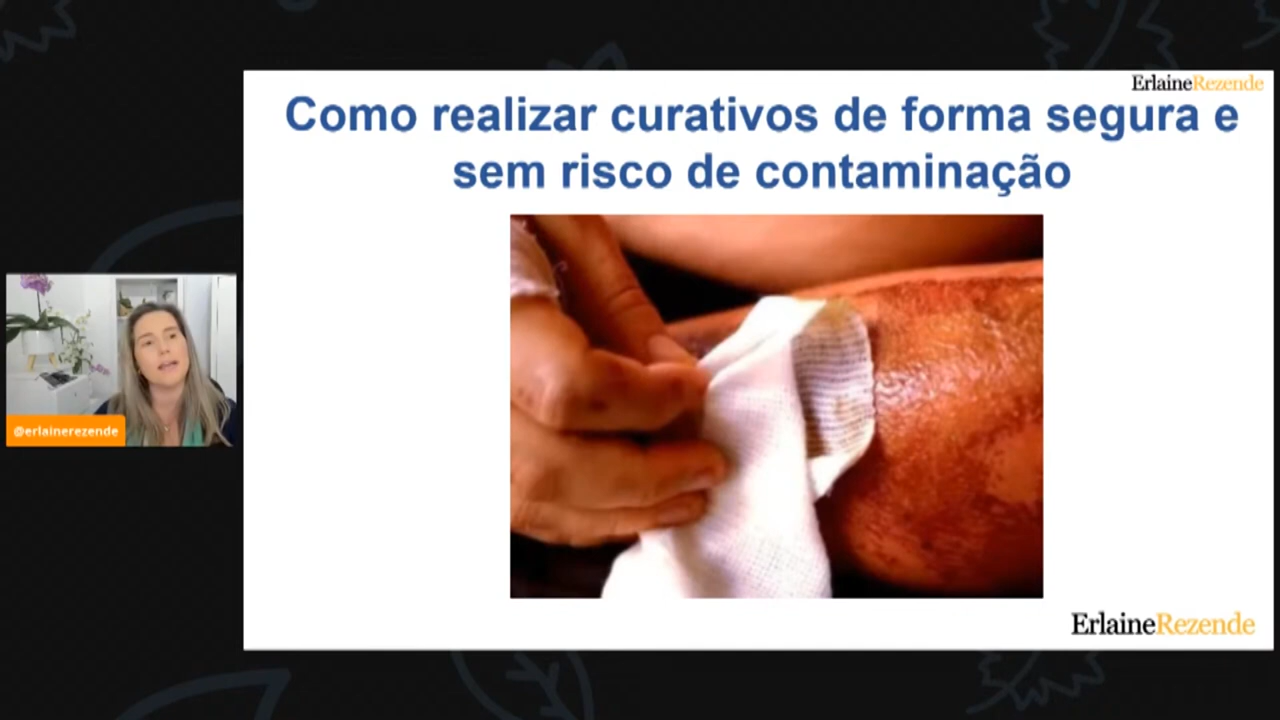 ErlaineRezende
Como realizar curativos de forma segura e
sem risco de contaminação
@erlainerezende
ErlaineRezende